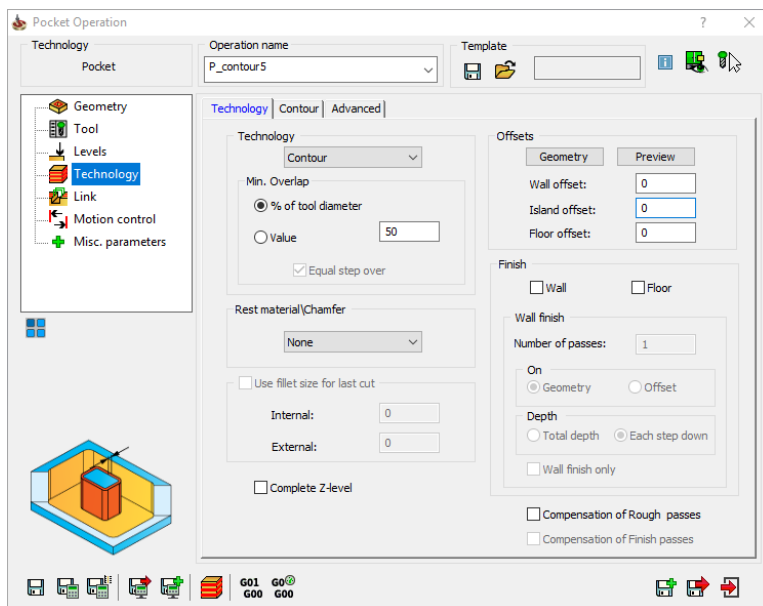 Pocket Operation
?
Technology
Pocket
Operation name
P_contour5
Template
Geometry
Tool
Levels
Technology
Link
Motion control
Misc. parameters
Technology
Contour
Advanced
Technology
Contour
Min. Overlap
% of tool diameter
Value
50
Equal step over
Rest material\Chamfer
None
Use fillet size for last cut
Internal:
0
External:
0
Complete Z-level
Offsets
Geometry
Preview
Wall offset:
0
Island offset:
0
Floor offset:
0
Finish
Wall
Floor
Wall finish
Number of passes:
1
On
Geometry
Offset
Depth
Total depth
Each step down
Wall finish only
Compensation of Rough passes
Compensation of Finish passes
G01
G00
G0
G00